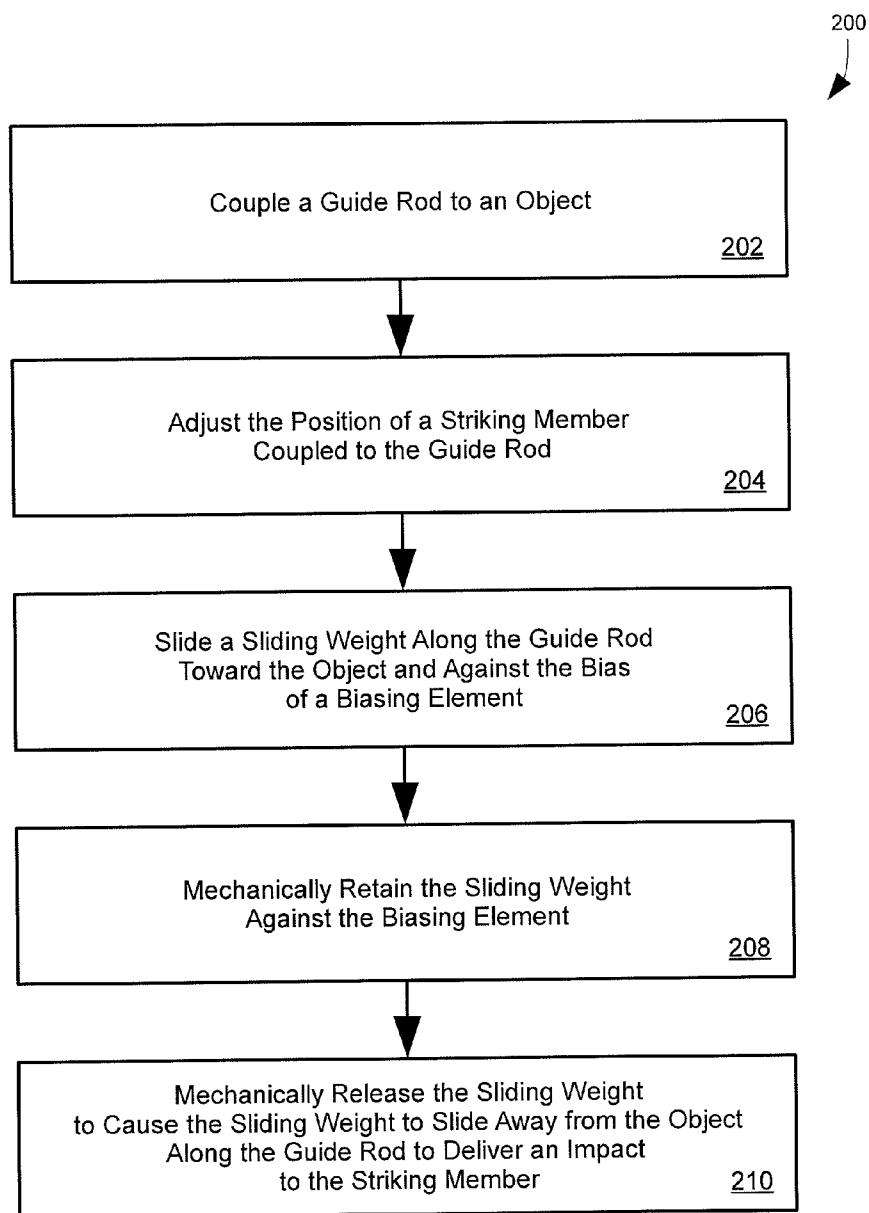 200
Couple a Guide Rod to an Object
202
Adjust the Position of a Striking Member
Coupled to the Guide Rod
204
Slide a Sliding Weight Along the Guide Rod
Toward the Object and Against the Bias
of a Biasing Element
206
Mechanically Retain the Sliding Weight
Against the Biasing Element
208
Mechanically Release the Sliding Weight
to Cause the Sliding Weight to Slide Away from the Object
Along the Guide Rod to Deliver an Impact
to the Striking Member
210